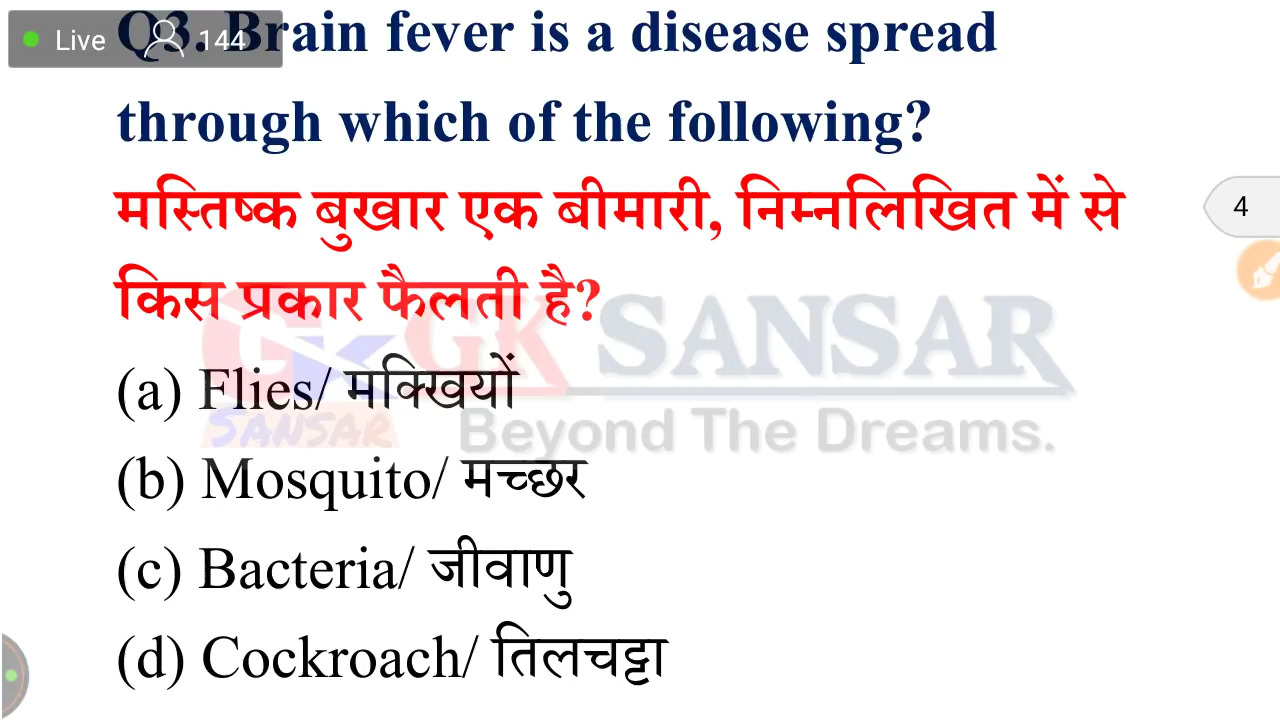 Live 144
Q3. Brain fever is a disease spread
through which of the following?
मस्तिष्क बुखार एक बीमारी, निम्नलिखित में से
किस प्रकार फैलती है?
GK SANSAR
(a) Flies/ मक्खियों
SANSAR
Beyond The Dreams.
(b) Mosquito/ मच्छर
(c) Bacteria/ जीवाणु
(d) Cockroach/ तिलचट्टा
4